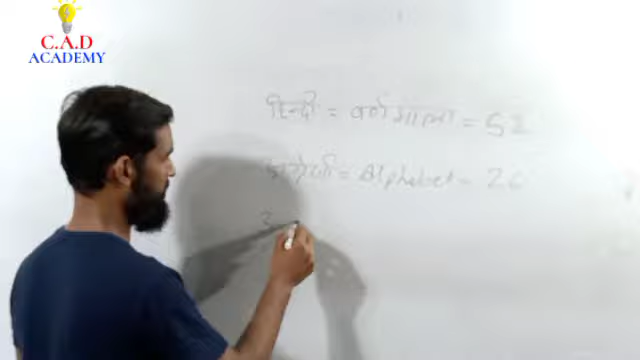 C.A.D
ACADEMY
हिन्दी = वर्णमाला = 52
अंग्रेजी = Alphabet = 26